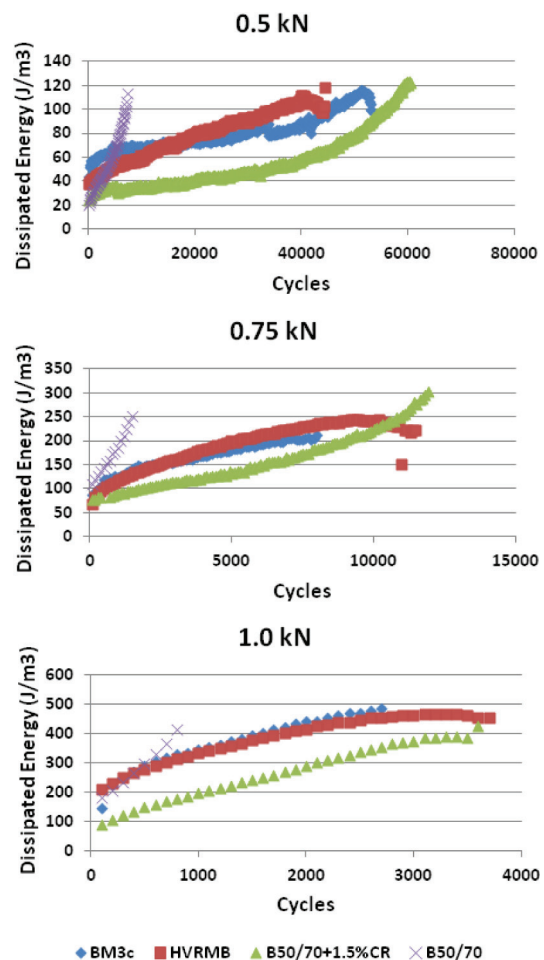 0.5 kN
Dissipated Energy (J/m3)
140
120
100
80
60
40
20
0
0 20000 40000 60000 80000
Cycles
0.75 kN
Dissipated Energy (J/m3)
350
300
250
200
150
100
50
0
0 5000 10000 15000
Cycles
1.0 kN
Dissipated Energy (J/m3)
600
500
400
300
200
100
0
0 1000 2000 3000 4000
Cycles
BM3c HVRMB B50/70+1.5%CR B50/70